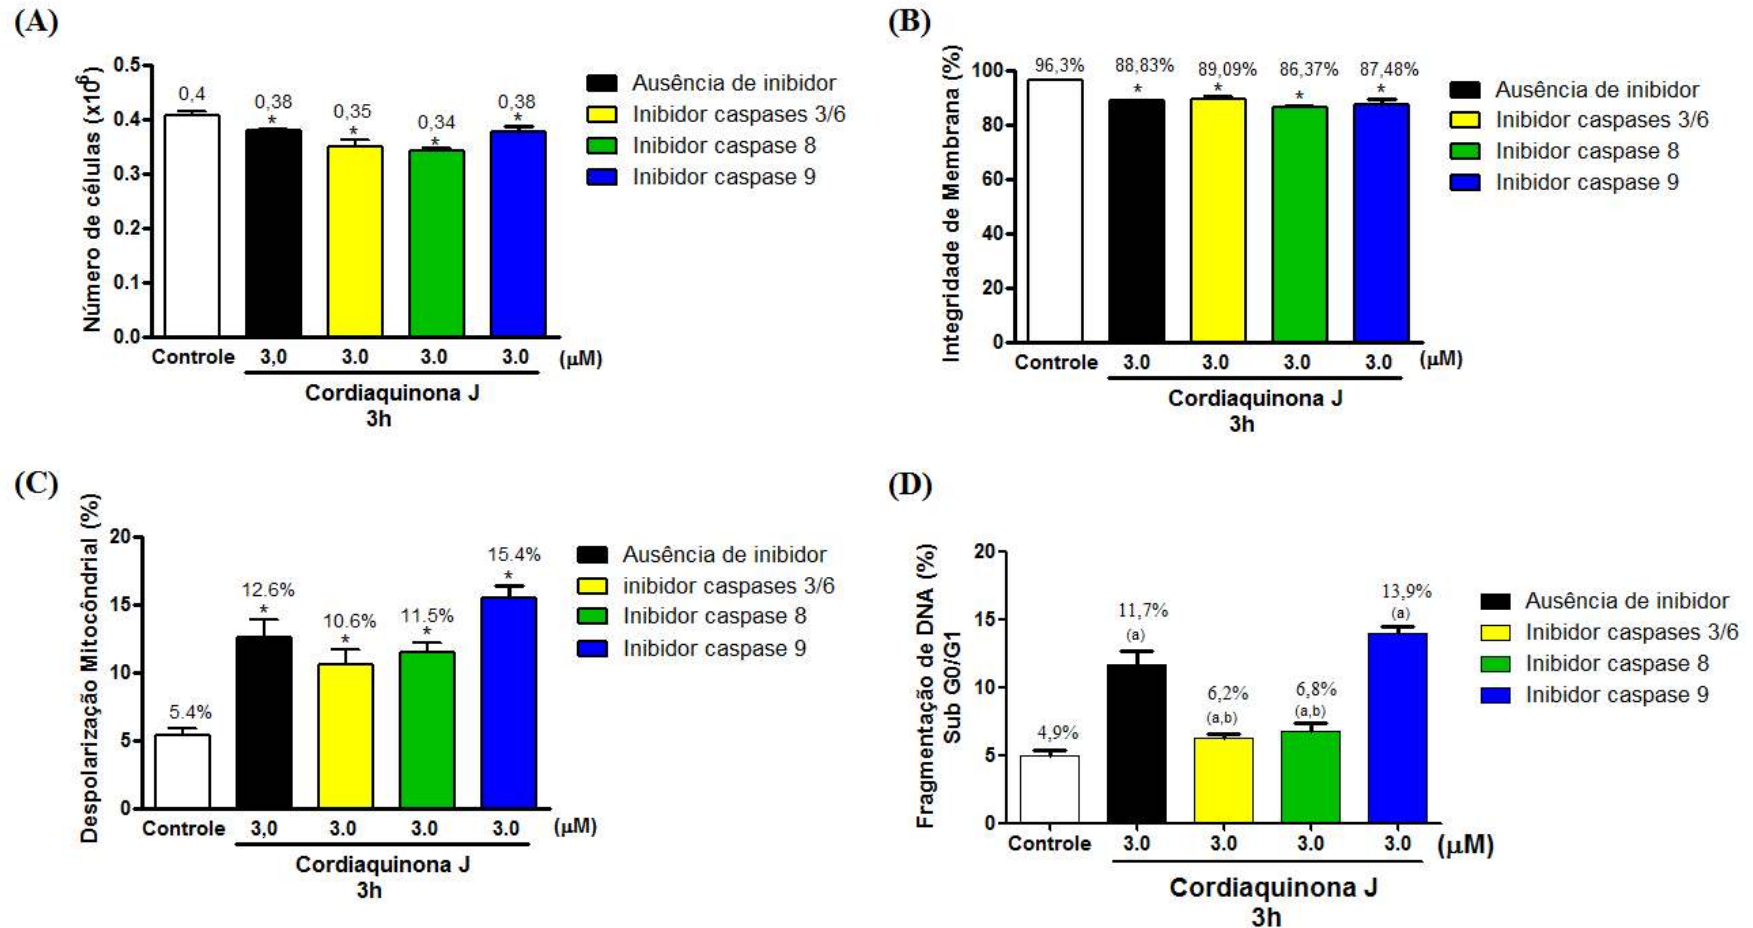 (A)
Número de células (x10⁶)
0.5
0.4
0.3
0.2
0.1
0.0
0,4
0,38
*
0,35
*
0,34
*
0,38
*
Ausência de inibidor
Inibidor caspases 3/6
Inibidor caspase 8
Inibidor caspase 9
Controle 3,0 3.0 3.0 3.0 (µM)
Cordiaquinona J
3h
(B)
Integridade de Membrana (%)
100
80
60
40
20
0
96,3%
88,83%
*
89,09%
*
86,37%
*
87,48%
*
Ausência de inibidor
Inibidor caspases 3/6
Inibidor caspase 8
Inibidor caspase 9
Controle 3.0 3.0 3.0 3.0 (µM)
Cordiaquinona J
3h
(C)
Despolarização Mitocôndrial (%)
20
15
10
5
0
5.4%
12.6%
*
10.6%
*
11.5%
*
15.4%
*
Ausência de inibidor
inibidor caspases 3/6
Inibidor caspase 8
Inibidor caspase 9
Controle 3,0 3.0 3.0 3.0 (µM)
Cordiaquinona J
3h
(D)
Fragmentação de DNA (%)
Sub G0/G1
20
15
10
5
0
4,9%
11,7%
(a)
6,2%
(a,b)
6,8%
(a,b)
13,9%
(a)
Ausência de inibidor
Inibidor caspases 3/6
Inibidor caspase 8
Inibidor caspase 9
Controle 3.0 3.0 3.0 3.0 (µM)
Cordiaquinona J
3h